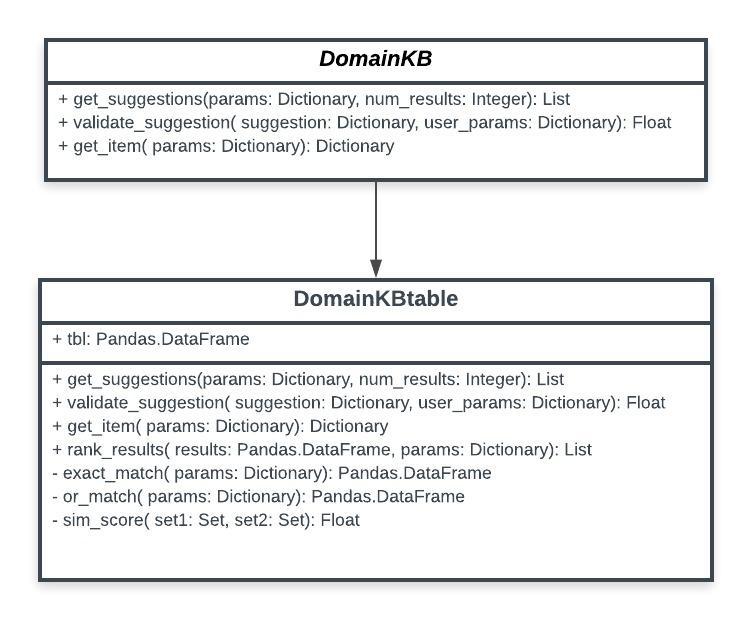 DomainKB
+ get_suggestions(params: Dictionary, num_results: Integer): List
+ validate_suggestion( suggestion: Dictionary, user_params: Dictionary): Float
+ get_item( params: Dictionary): Dictionary
DomainKBtable
+ tbl: Pandas.DataFrame
+ get_suggestions(params: Dictionary, num_results: Integer): List
+ validate_suggestion( suggestion: Dictionary, user_params: Dictionary): Float
+ get_item( params: Dictionary): Dictionary
+ rank_results( results: Pandas.DataFrame, params: Dictionary): List
- exact_match( params: Dictionary): Pandas.DataFrame
- or_match( params: Dictionary): Pandas.DataFrame
- sim_score( set1: Set, set2: Set): Float